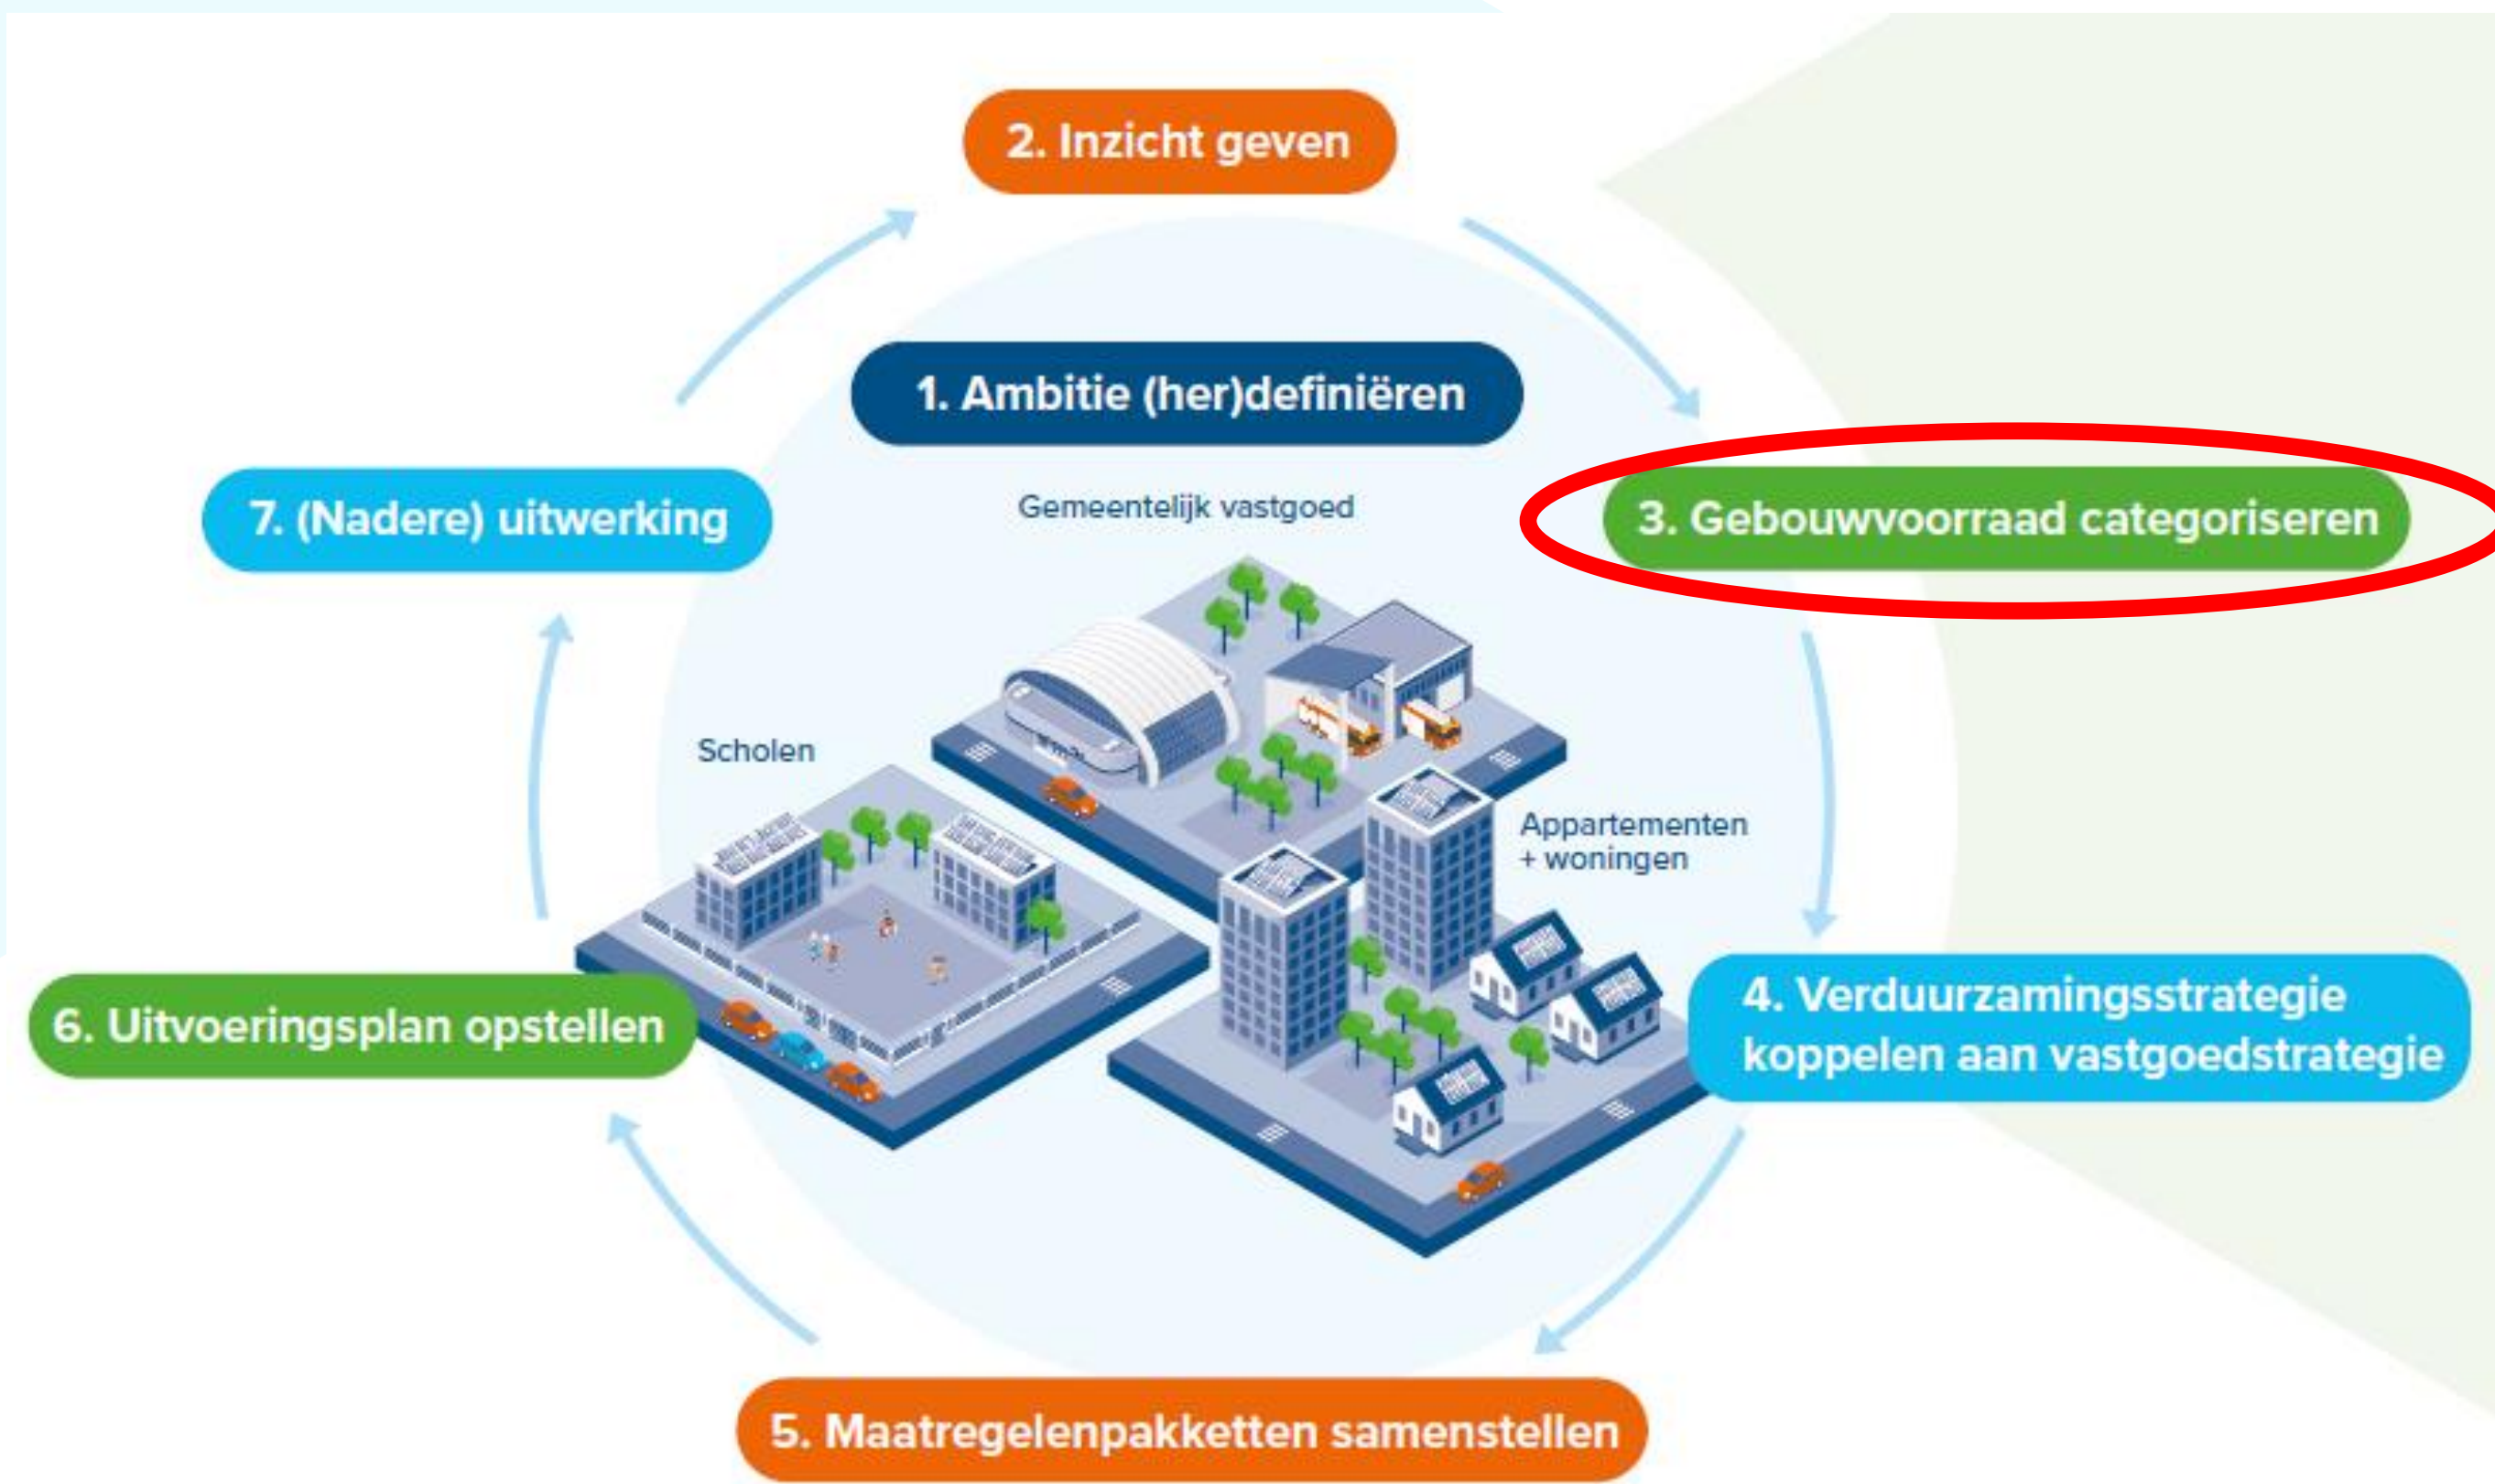 2. Inzicht geven
1. Ambitie (her)definiëren
Gemeentelijk vastgoed
7. (Nadere) uitwerking
3. Gebouwvoorraad categoriseren
Scholen
Appartementen
+ woningen
6. Uitvoeringsplan opstellen
4. Verduurzamingsstrategie
koppelen aan vastgoedstrategie
5. Maatregelenpakketten samenstellen